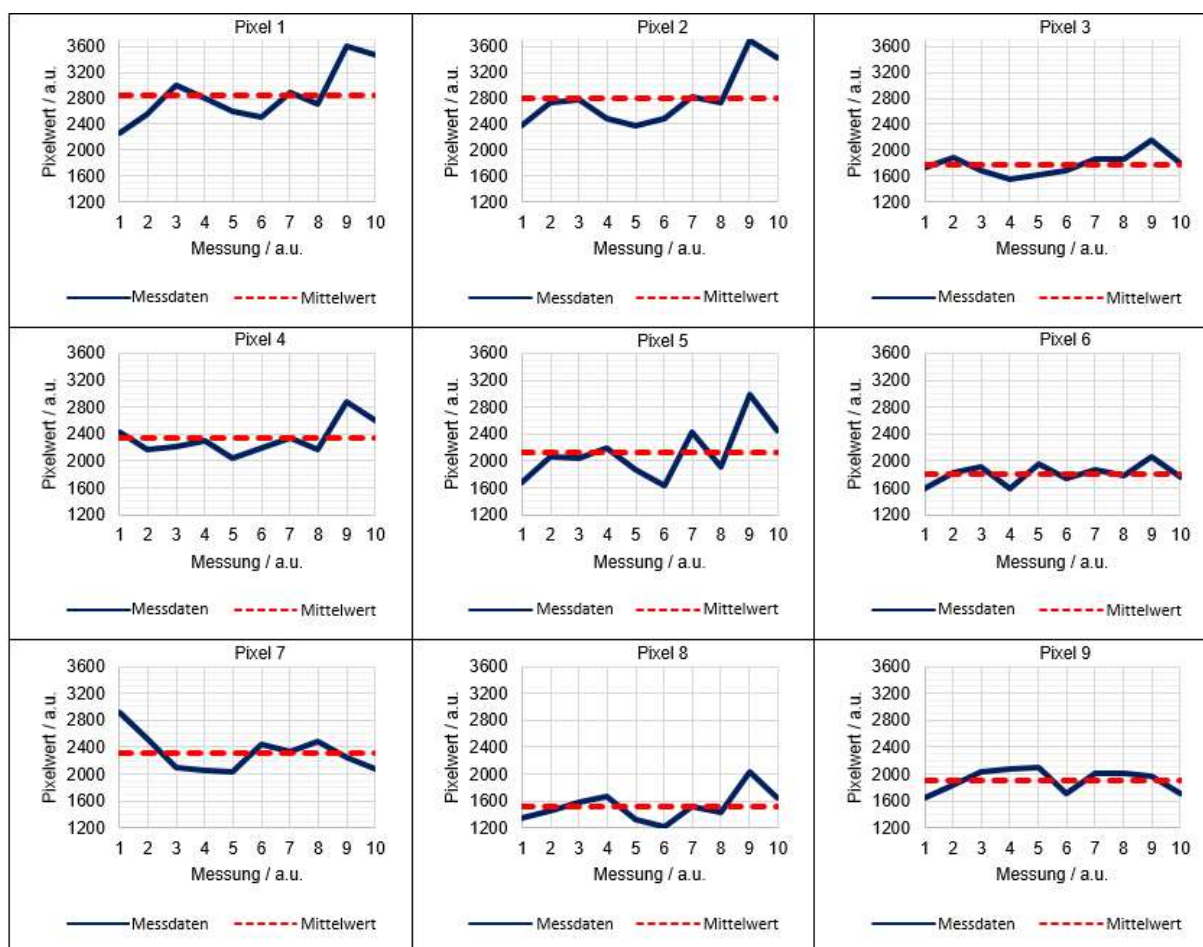 Pixel 1
Pixelwert / a.u.
3600
3200
2800
2400
2000
1600
1200
1 2 3 4 5 6 7 8 9 10
Messung / a.u.
Messdaten Mittelwert
Pixel 2
Pixelwert / a.u.
3600
3200
2800
2400
2000
1600
1200
1 2 3 4 5 6 7 8 9 10
Messung / a.u.
Messdaten Mittelwert
Pixel 3
Pixelwert / a.u.
3600
3200
2800
2400
2000
1600
1200
1 2 3 4 5 6 7 8 9 10
Messung / a.u.
Messdaten Mittelwert
Pixel 4
Pixelwert / a.u.
3600
3200
2800
2400
2000
1600
1200
1 2 3 4 5 6 7 8 9 10
Messung / a.u.
Messdaten Mittelwert
Pixel 5
Pixelwert / a.u.
3600
3200
2800
2400
2000
1600
1200
1 2 3 4 5 6 7 8 9 10
Messung / a.u.
Messdaten Mittelwert
Pixel 6
Pixelwert / a.u.
3600
3200
2800
2400
2000
1600
1200
1 2 3 4 5 6 7 8 9 10
Messung / a.u.
Messdaten Mittelwert
Pixel 7
Pixelwert / a.u.
3600
3200
2800
2400
2000
1600
1200
1 2 3 4 5 6 7 8 9 10
Messung / a.u.
Messdaten Mittelwert
Pixel 8
Pixelwert / a.u.
3600
3200
2800
2400
2000
1600
1200
1 2 3 4 5 6 7 8 9 10
Messung / a.u.
Messdaten Mittelwert
Pixel 9
Pixelwert / a.u.
3600
3200
2800
2400
2000
1600
1200
1 2 3 4 5 6 7 8 9 10
Messung / a.u.
Messdaten Mittelwert